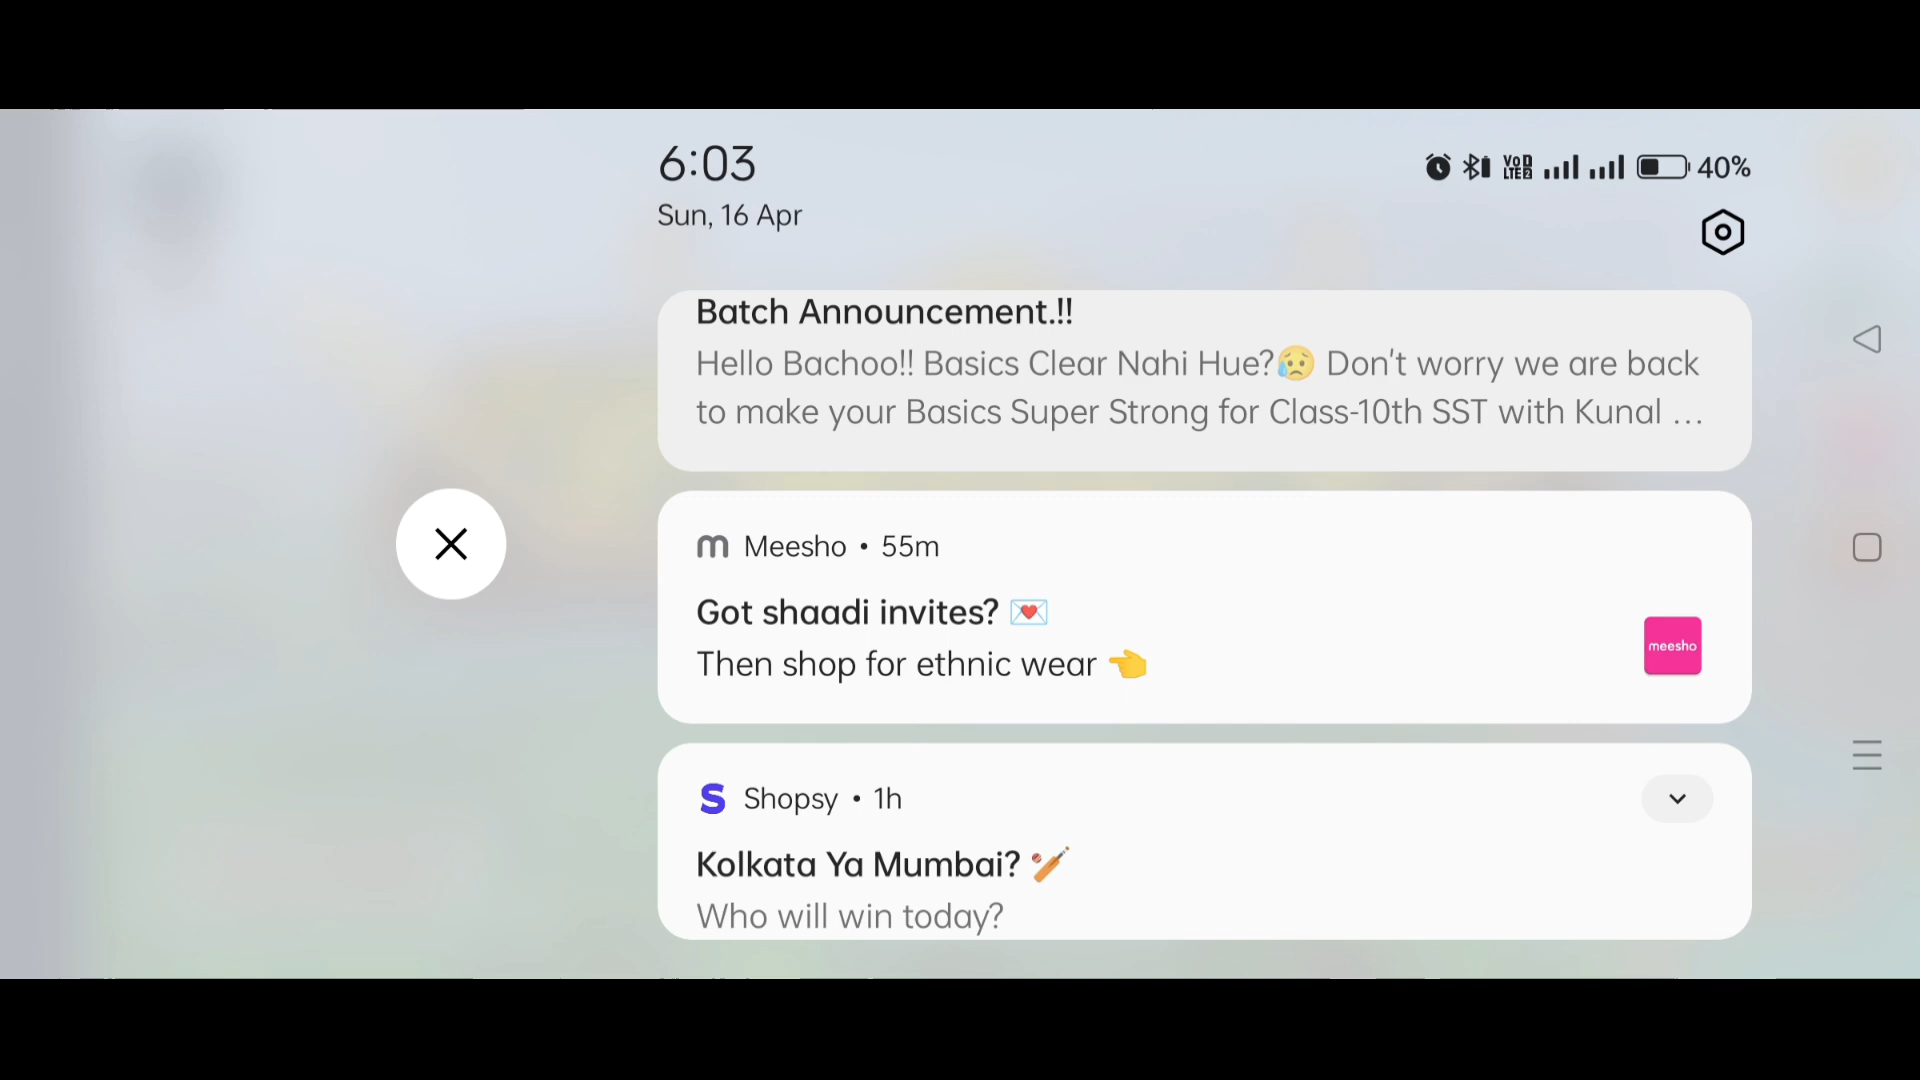 6:03
Sun, 16 Apr
VoD
LTE2
40%
Batch Announcement.!!
Hello Bachoo!! Basics Clear Nahi Hue?😥 Don't worry we are back
to make your Basics Super Strong for Class-10th SST with Kunal ...
Meesho • 55m
Got shaadi invites? 💌
Then shop for ethnic wear 👈
meesho
Shopsy • 1h
Kolkata Ya Mumbai? 🏏
Who will win today?